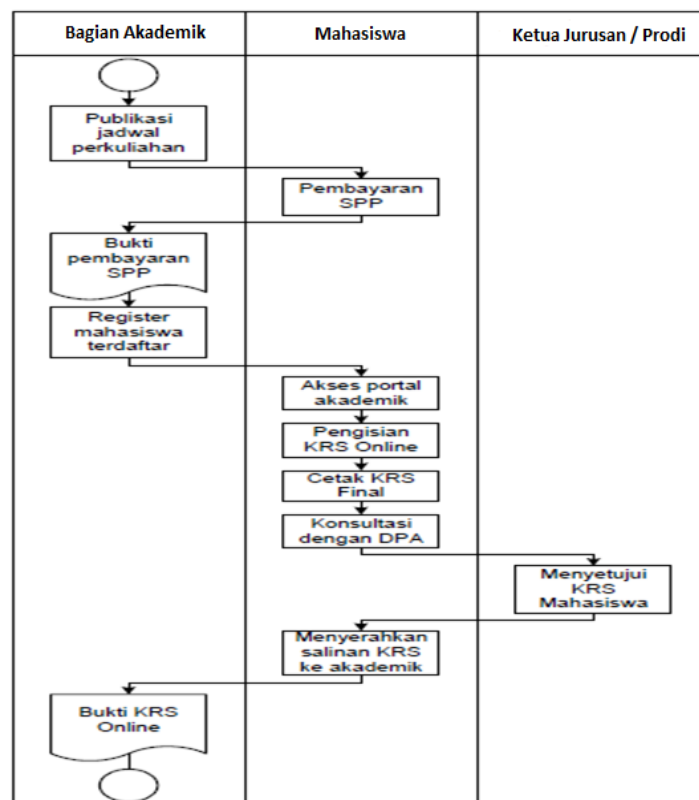 Bagian Akademik
Mahasiswa
Ketua Jurusan / Prodi
Publikasi
jadwal
perkuliahan
Pembayaran
SPP
Bukti
pembayaran
SPP
Register
mahasiswa
terdaftar
Akses portal
akademik
Pengisian
KRS Online
Cetak KRS
Final
Konsultasi
dengan DPA
Menyetujui
KRS
Mahasiswa
Menyerahkan
salinan KRS
ke akademik
Bukti KRS
Online